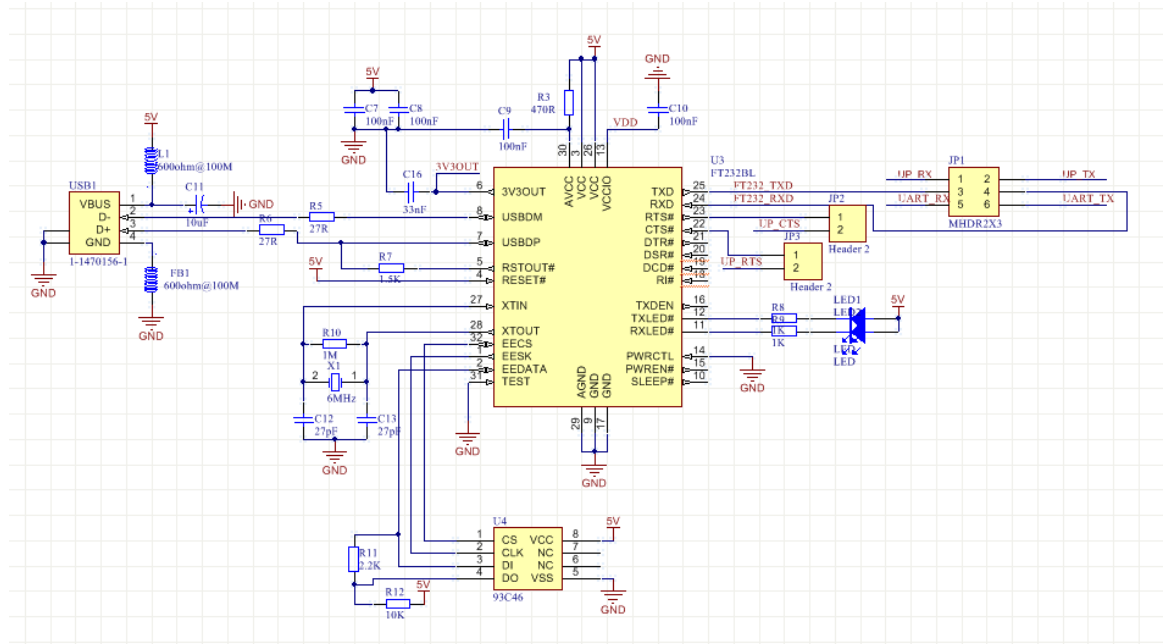 5V
GND
5V
C7
100nF
C8
100nF
C9
100nF
R3
470R
C10
100nF
VDD
GND
5V
L1
600ohm@100M
USB1
VBUS
D-
D+
GND
1
2
3
4
1-1470156-1
C11
10uF
GND
R6
27R
R5
27R
GND
FB1
600ohm@100M
GND
3V3OUT
C16
33nF
5V
R7
1.5K
R10
1M
X1
2 1
6MHz
C12
27pF
C13
27pF
GND
GND
U3
FT232BL
30 3 26 13
AVCC VCC VCC VCCIO
6 3V3OUT
8 USBDM
7 USBDP
5 RSTOUT#
4 RESET#
27 XTIN
28 XTOUT
32 EECS
1 EESK
2 EEDATA
31 TEST
TXD 25
RXD 24
RTS# 23
CTS# 22
DTR# 21
DSR# 20
DCD# 19
RI# 18
TXDEN 16
TXLED# 12
RXLED# 11
PWRCTL 14
PWREN# 15
SLEEP# 10
AGND GND GND
29 9 17
GND
FT232_TXD
FT232_RXD
UP_CTS
UP_RTS
JP2
1
2
Header 2
JP3
1
2
Header 2
JP1
UP_RX 1 2 UP_TX
3 4
UART_RX 5 6 UART_TX
MHDR2X3
R8
R9
1K
1K
LED1
LED
LED
5V
GND
U4
1 CS VCC 8
2 CLK NC 7
3 DI NC 6
4 DO VSS 5
93C46
5V
GND
R11
2.2K
R12
10K
5V